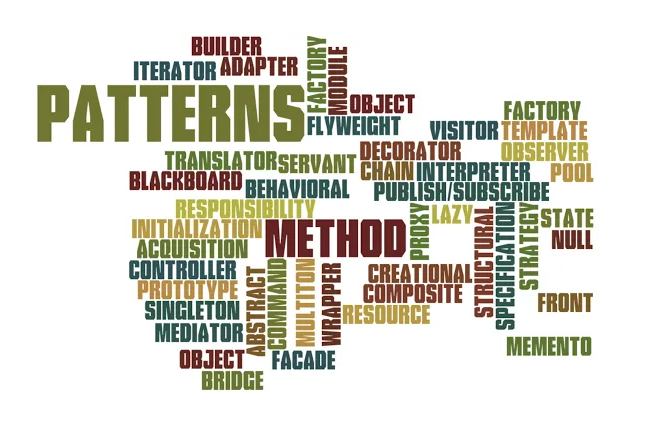 BUILDER
ITERATOR ADAPTER
FACTORY
MODULE
OBJECT
PATTERNS
FLYWEIGHT
FACTORY
VISITOR TEMPLATE
DECORATOR OBSERVER
TRANSLATOR SERVANT
CHAIN INTERPRETER POOL
BLACKBOARD BEHAVIORAL
PUBLISH/SUBSCRIBE
RESPONSIBILITY
PROXY
LAZY
STRUCTURAL
SPECIFICATION
STRATEGY
STATE
INITIALIZATION METHOD
NULL
ACQUISITION
CONTROLLER
ABSTRACT
COMMAND
MULTITON
WRAPPER
CREATIONAL
PROTOTYPE COMPOSITE
FRONT
SINGLETON RESOURCE
MEDIATOR
MEMENTO
OBJECT FACADE
BRIDGE